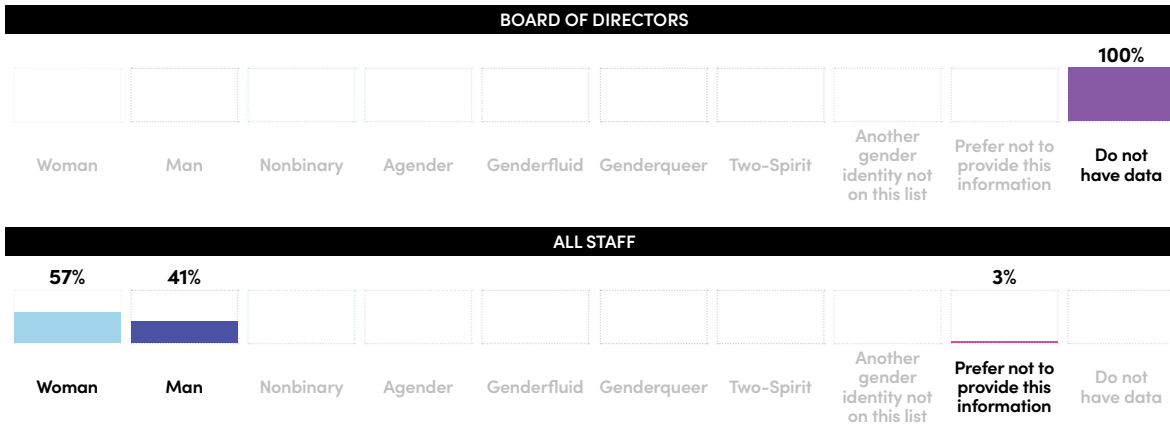 BOARD OF DIRECTORS
100%
Woman
Man
Nonbinary
Agender
Genderfluid
Genderqueer
Two-Spirit
Another
gender
identity not
on this list
Prefer not to
provide this
information
Do not
have data
ALL STAFF
57%
41%
3%
Woman
Man
Nonbinary
Agender
Genderfluid
Genderqueer
Two-Spirit
Another
gender
identity not
on this list
Prefer not to
provide this
information
Do not
have data